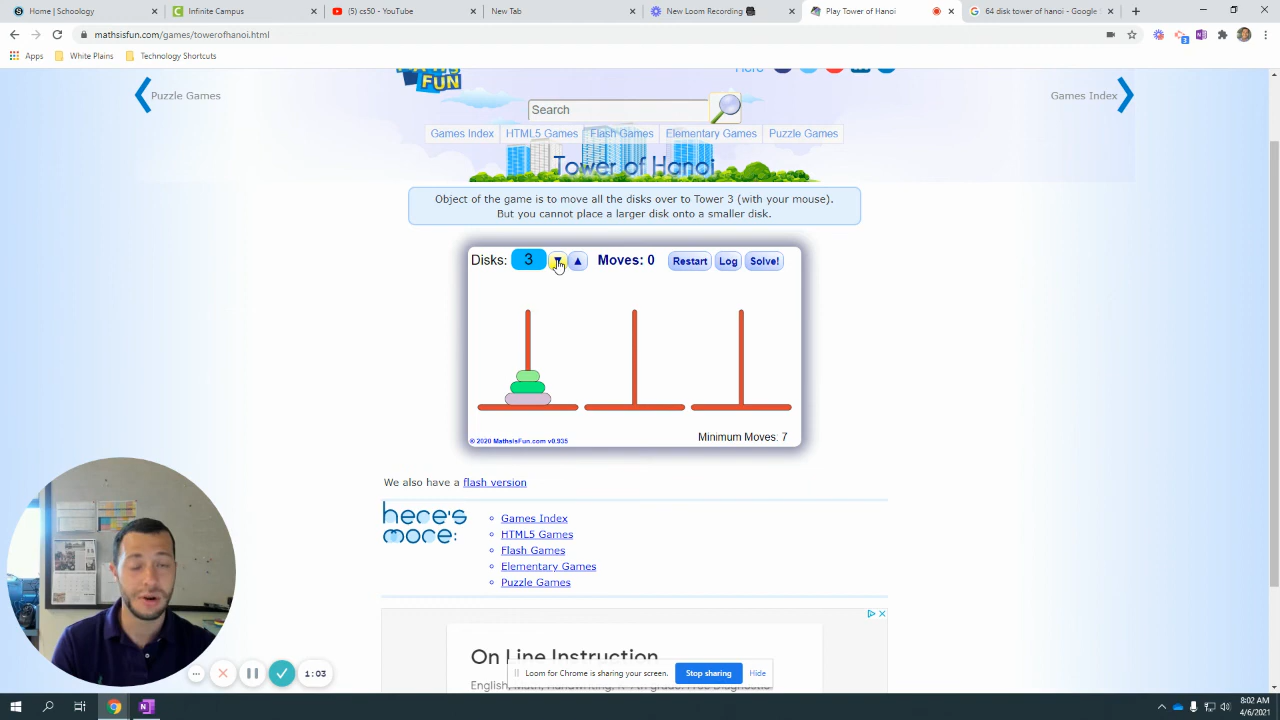 Home | Schoology
Infinite Campus
(5) cs50 - YouTube
New Tab
New Loom Recording
Play Tower of Hanoi
64 disk tower of hanoi - Google S
mathsisfun.com/games/towerofhanoi.html
3
Apps
White Plains
Technology Shortcuts
FUN
Puzzle Games
Games Index
Search
Games Index
HTML5 Games
Flash Games
Elementary Games
Puzzle Games
Tower of Hanoi
Object of the game is to move all the disks over to Tower 3 (with your mouse).
But you cannot place a larger disk onto a smaller disk.
Disks: 3 ▼ ▲ Moves: 0 Restart Log Solve!
© 2020 MathsIsFun.com v0.935
Minimum Moves: 7
We also have a flash version
here's
more:
Games Index
HTML5 Games
Flash Games
Elementary Games
Puzzle Games
On Line Instruction
Loom for Chrome is sharing your screen.
Stop sharing
Hide
1:03
8:02 AM
4/6/2021